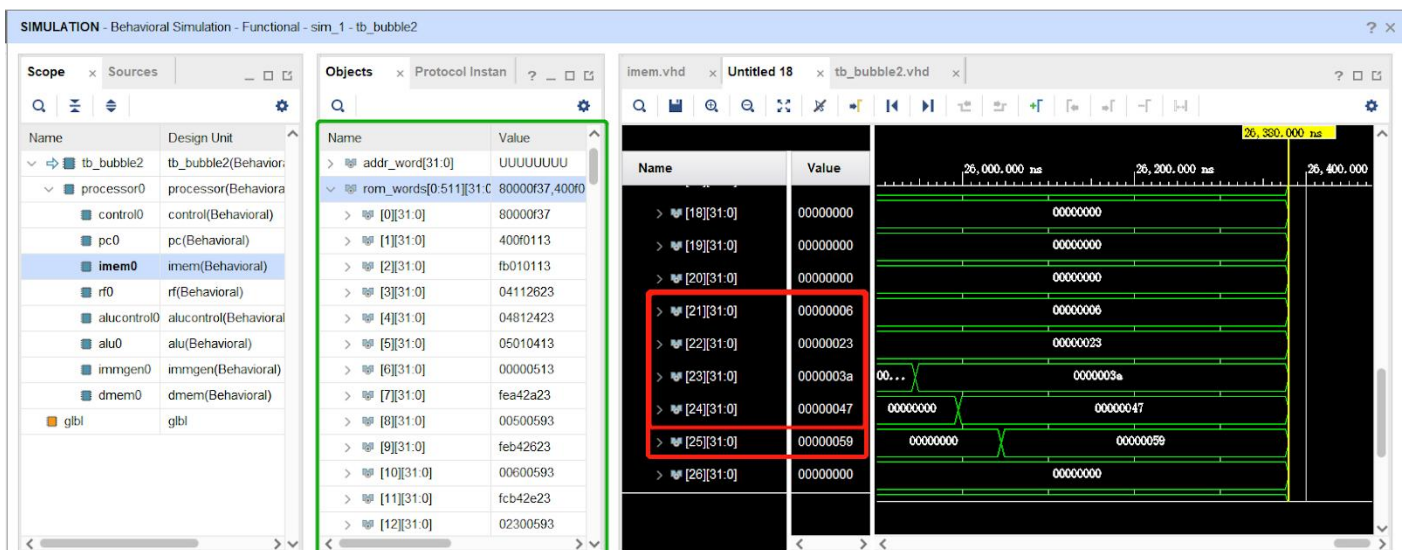 SIMULATION - Behavioral Simulation - Functional - sim_1 - tb_bubble2
Scope Sources
Name Design Unit
tb_bubble2 tb_bubble2(Behavior
processor0 processor(Behaviora
control0 control(Behavioral)
pc0 pc(Behavioral)
imem0 imem(Behavioral)
rf0 rf(Behavioral)
alucontrol0 alucontrol(Behavioral
alu0 alu(Behavioral)
immgen0 immgen(Behavioral)
dmem0 dmem(Behavioral)
glbl glbl
Objects Protocol Instan
Name Value
addr_word[31:0] UUUUUUUU
rom_words[0:511][31:0 80000f37,400f0
[0][31:0] 80000f37
[1][31:0] 400f0113
[2][31:0] fb010113
[3][31:0] 04112623
[4][31:0] 04812423
[5][31:0] 05010413
[6][31:0] 00000513
[7][31:0] fea42a23
[8][31:0] 00500593
[9][31:0] feb42623
[10][31:0] 00600593
[11][31:0] fcb42e23
[12][31:0] 02300593
imem.vhd Untitled 18 tb_bubble2.vhd
26,380.000 ns
Name Value 26,000.000 ns 26,200.000 ns 26,400.000
[18][31:0] 00000000 00000000
[19][31:0] 00000000 00000000
[20][31:0] 00000000 00000000
[21][31:0] 00000006 00000006
[22][31:0] 00000023 00000023
[23][31:0] 0000003a 00... 0000003a
[24][31:0] 00000047 00000000 00000047
[25][31:0] 00000059 00000000 00000059
[26][31:0] 00000000 00000000